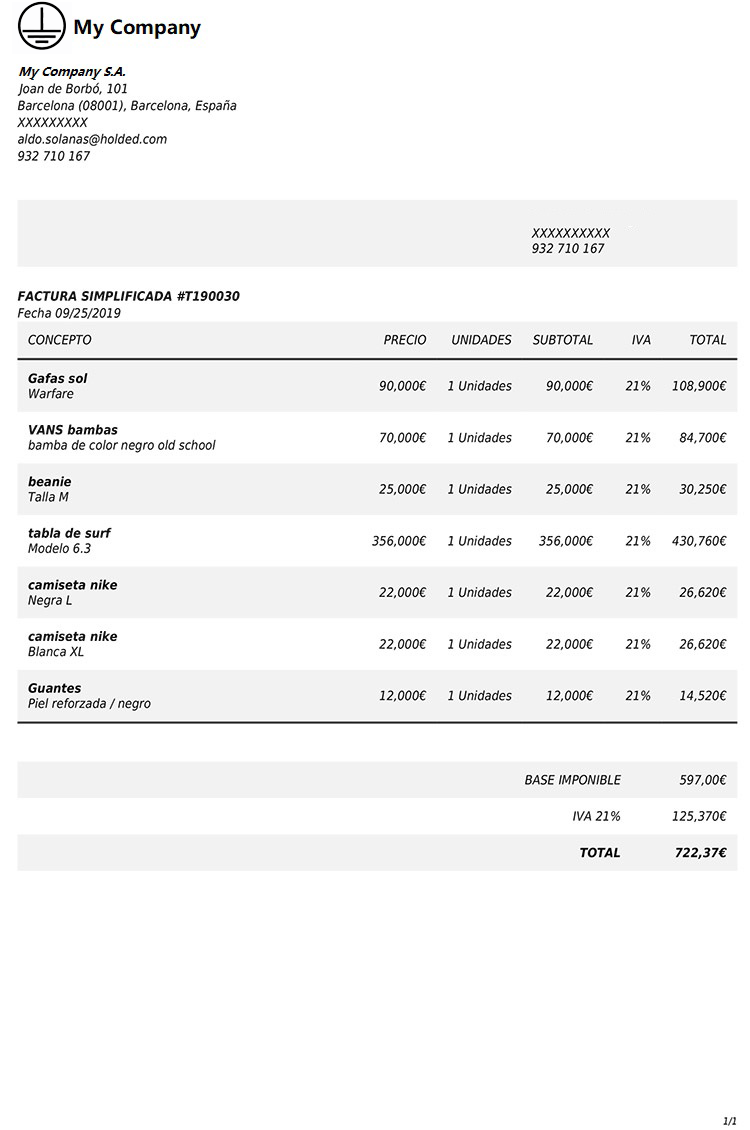 My Company
My Company S.A.
Joan de Borbó, 101
Barcelona (08001), Barcelona, España
XXXXXXXXX
aldo.solanas@holded.com
932 710 167
XXXXXXXXXX
932 710 167
FACTURA SIMPLIFICADA #T190030
Fecha 09/25/2019
CONCEPTO PRECIO UNIDADES SUBTOTAL IVA TOTAL
Gafas sol
Warfare
90,000€ 1 Unidades 90,000€ 21% 108,900€
VANS bambas
bamba de color negro old school
70,000€ 1 Unidades 70,000€ 21% 84,700€
beanie
Talla M
25,000€ 1 Unidades 25,000€ 21% 30,250€
tabla de surf
Modelo 6.3
356,000€ 1 Unidades 356,000€ 21% 430,760€
camiseta nike
Negra L
22,000€ 1 Unidades 22,000€ 21% 26,620€
camiseta nike
Blanca XL
22,000€ 1 Unidades 22,000€ 21% 26,620€
Guantes
Piel reforzada / negro
12,000€ 1 Unidades 12,000€ 21% 14,520€
BASE IMPONIBLE 597,00€
IVA 21% 125,370€
TOTAL 722,37€
1/1